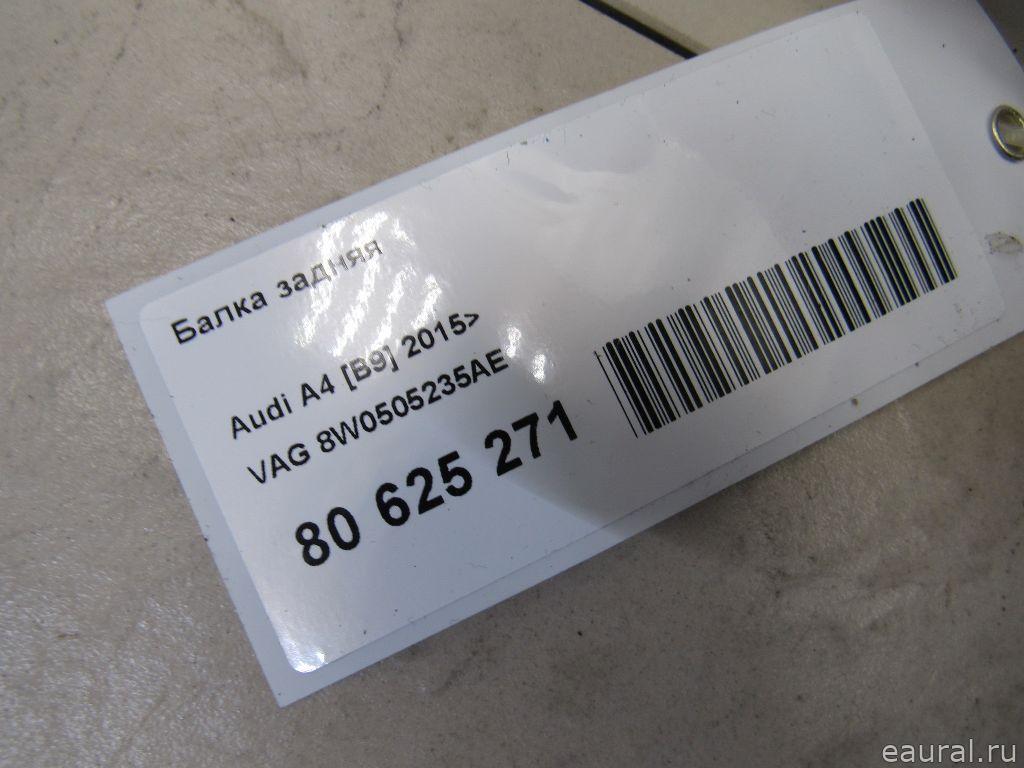 Балка задняя
Audi A4 [B9] 2015>
VAG 8W0505235AE
80 625 271
eaural.ru